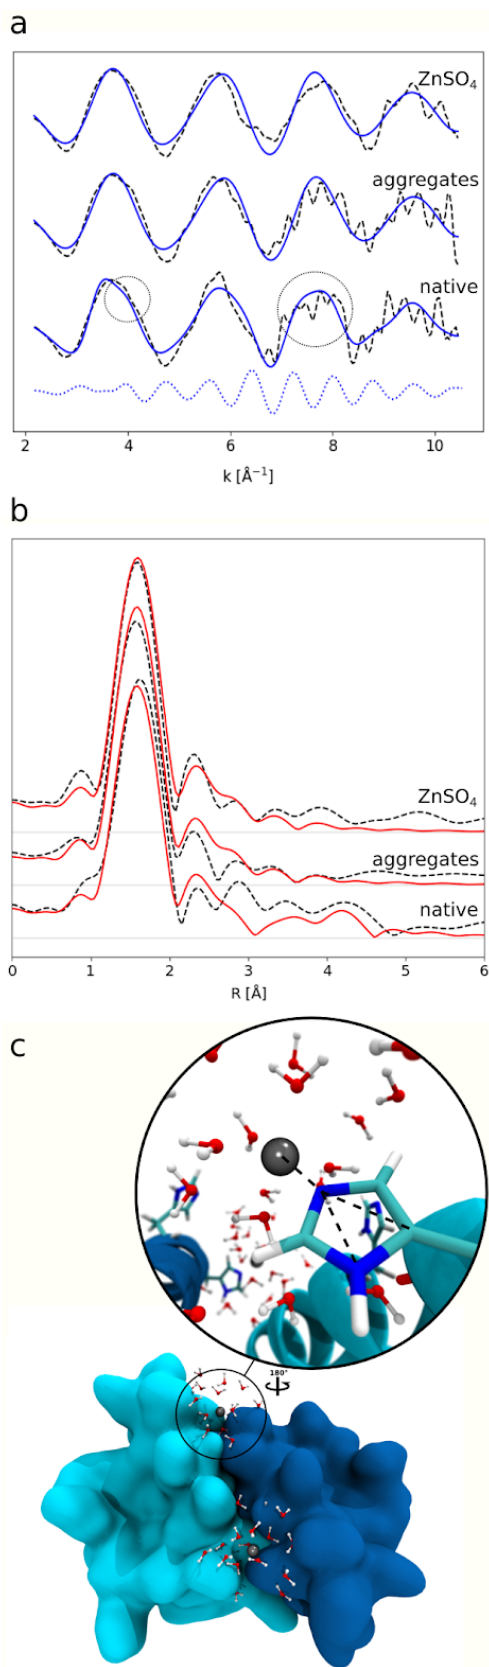 a
ZnSO₄
aggregates
native
2 4 6 8 10
k [Å⁻¹]
b
ZnSO₄
aggregates
native
0 1 2 3 4 5 6
R [Å]
c
180°